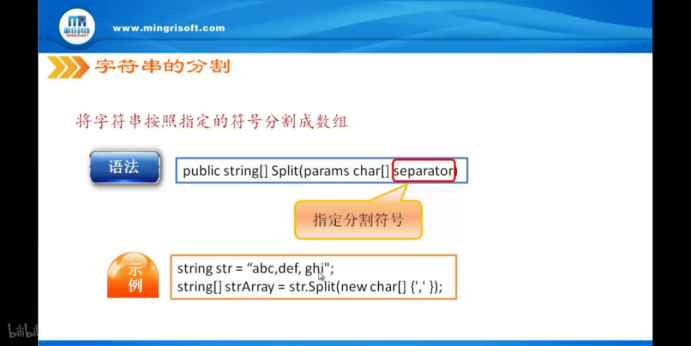 www.mingrisoft.com
字符串的分割
将字符串按照指定的符号分割成数组
语法
public string[] Split(params char[] separator)
指定分割符号
示例
string str = “abc,def, ghi";
string[] strArray = str.Split(new char[] {',' });
bilibili